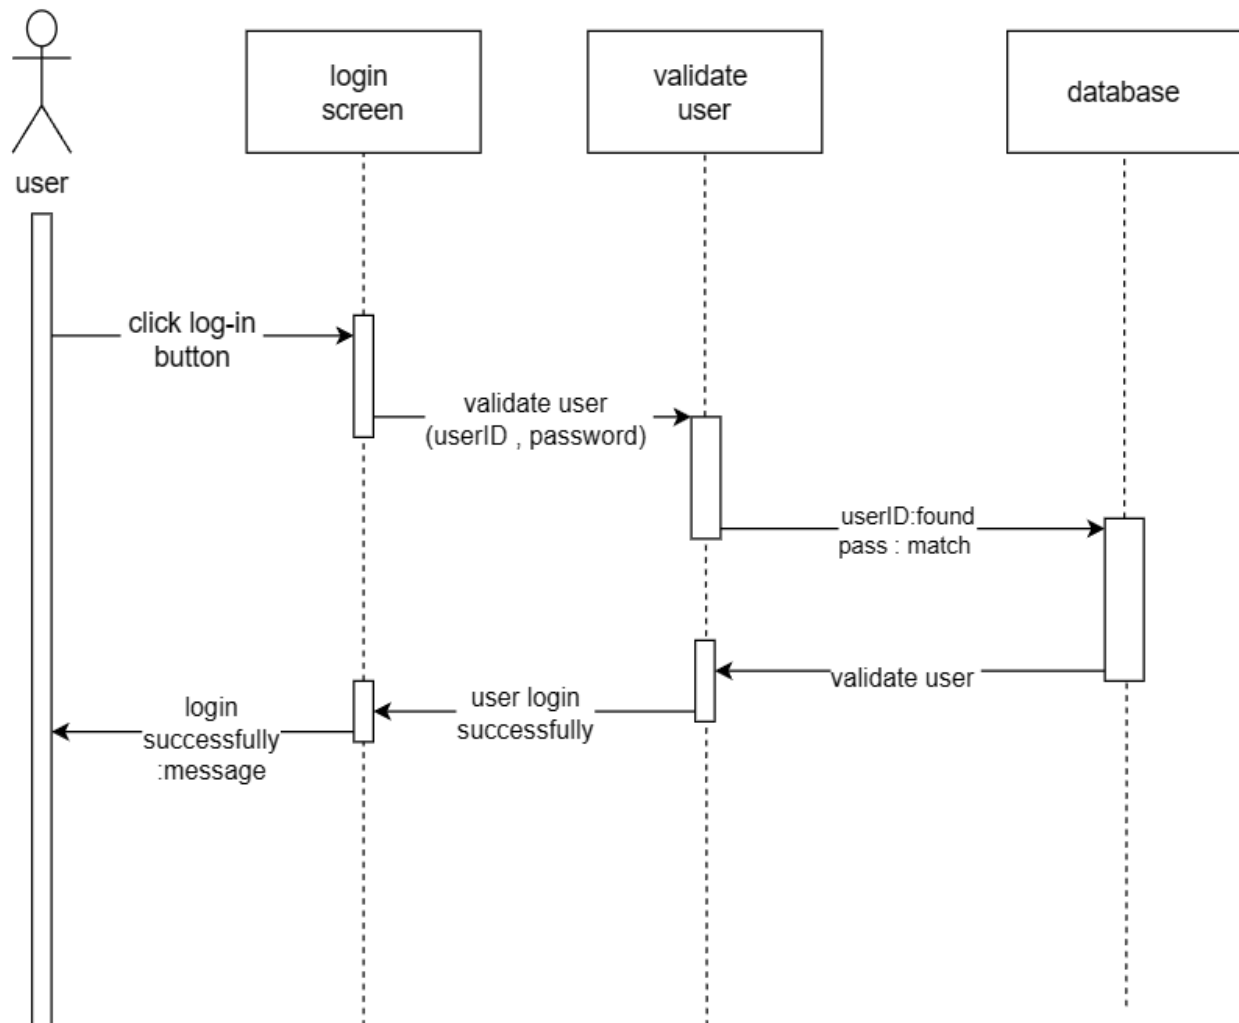 login
screen
validate
user
database
user
click log-in
button
validate user
(userID , password)
userID:found
pass : match
validate user
user login
successfully
login
successfully
:message